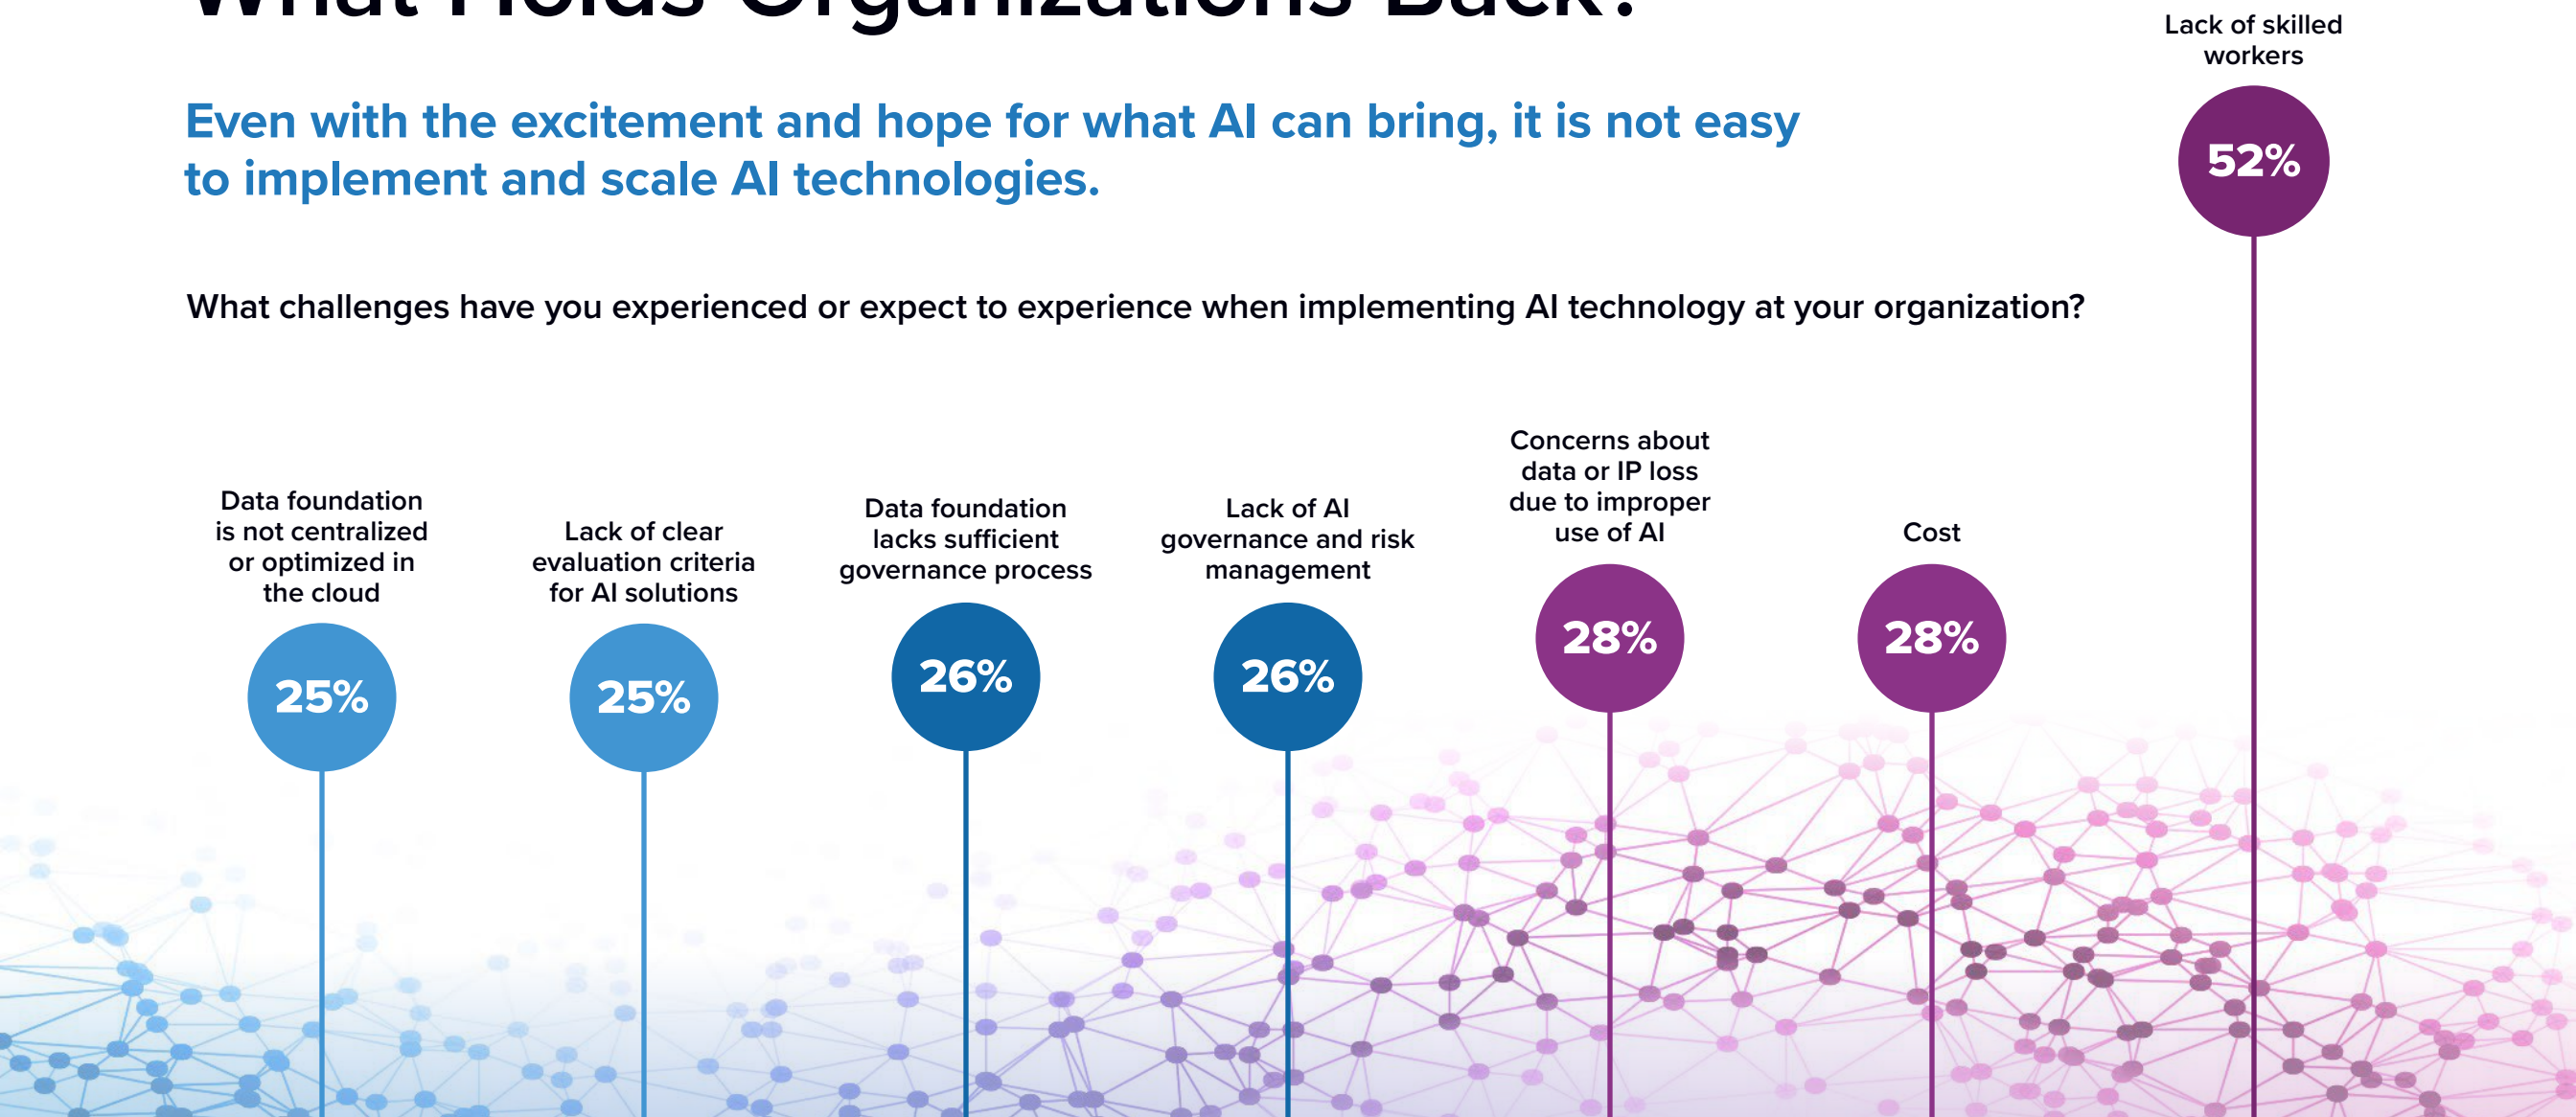 What Holds Organizations Back?
Even with the excitement and hope for what AI can bring, it is not easy
to implement and scale AI technologies.
What challenges have you experienced or expect to experience when implementing AI technology at your organization?
Data foundation
is not centralized
or optimized in
the cloud
25%
Lack of clear
evaluation criteria
for AI solutions
25%
Data foundation
lacks sufficient
governance process
26%
Lack of AI
governance and risk
management
26%
Concerns about
data or IP loss
due to improper
use of AI
28%
Cost
28%
Lack of skilled
workers
52%